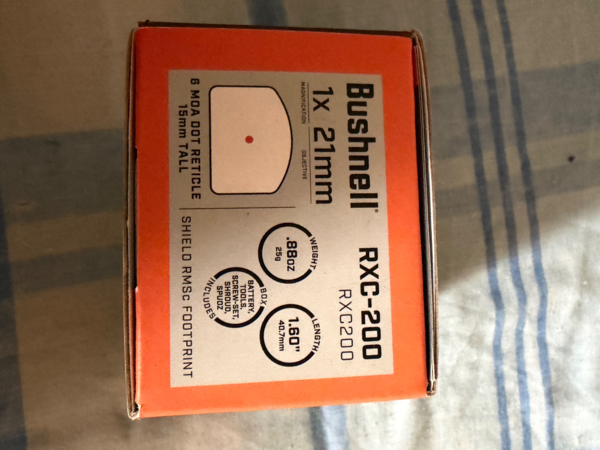 Bushnell® RXC-200
RXC200
1x 21mm
MAGNIFICATION OBJECTIVE
6 MOA DOT RETICLE
15mm TALL
WEIGHT
.88oz
25g
LENGTH
1.60"
40.7mm
BOX
BATTERY,
TOOLS,
SCREW-SET,
SHROUD,
SPUDZ
INCLUDES
SHIELD RMSc FOOTPRINT